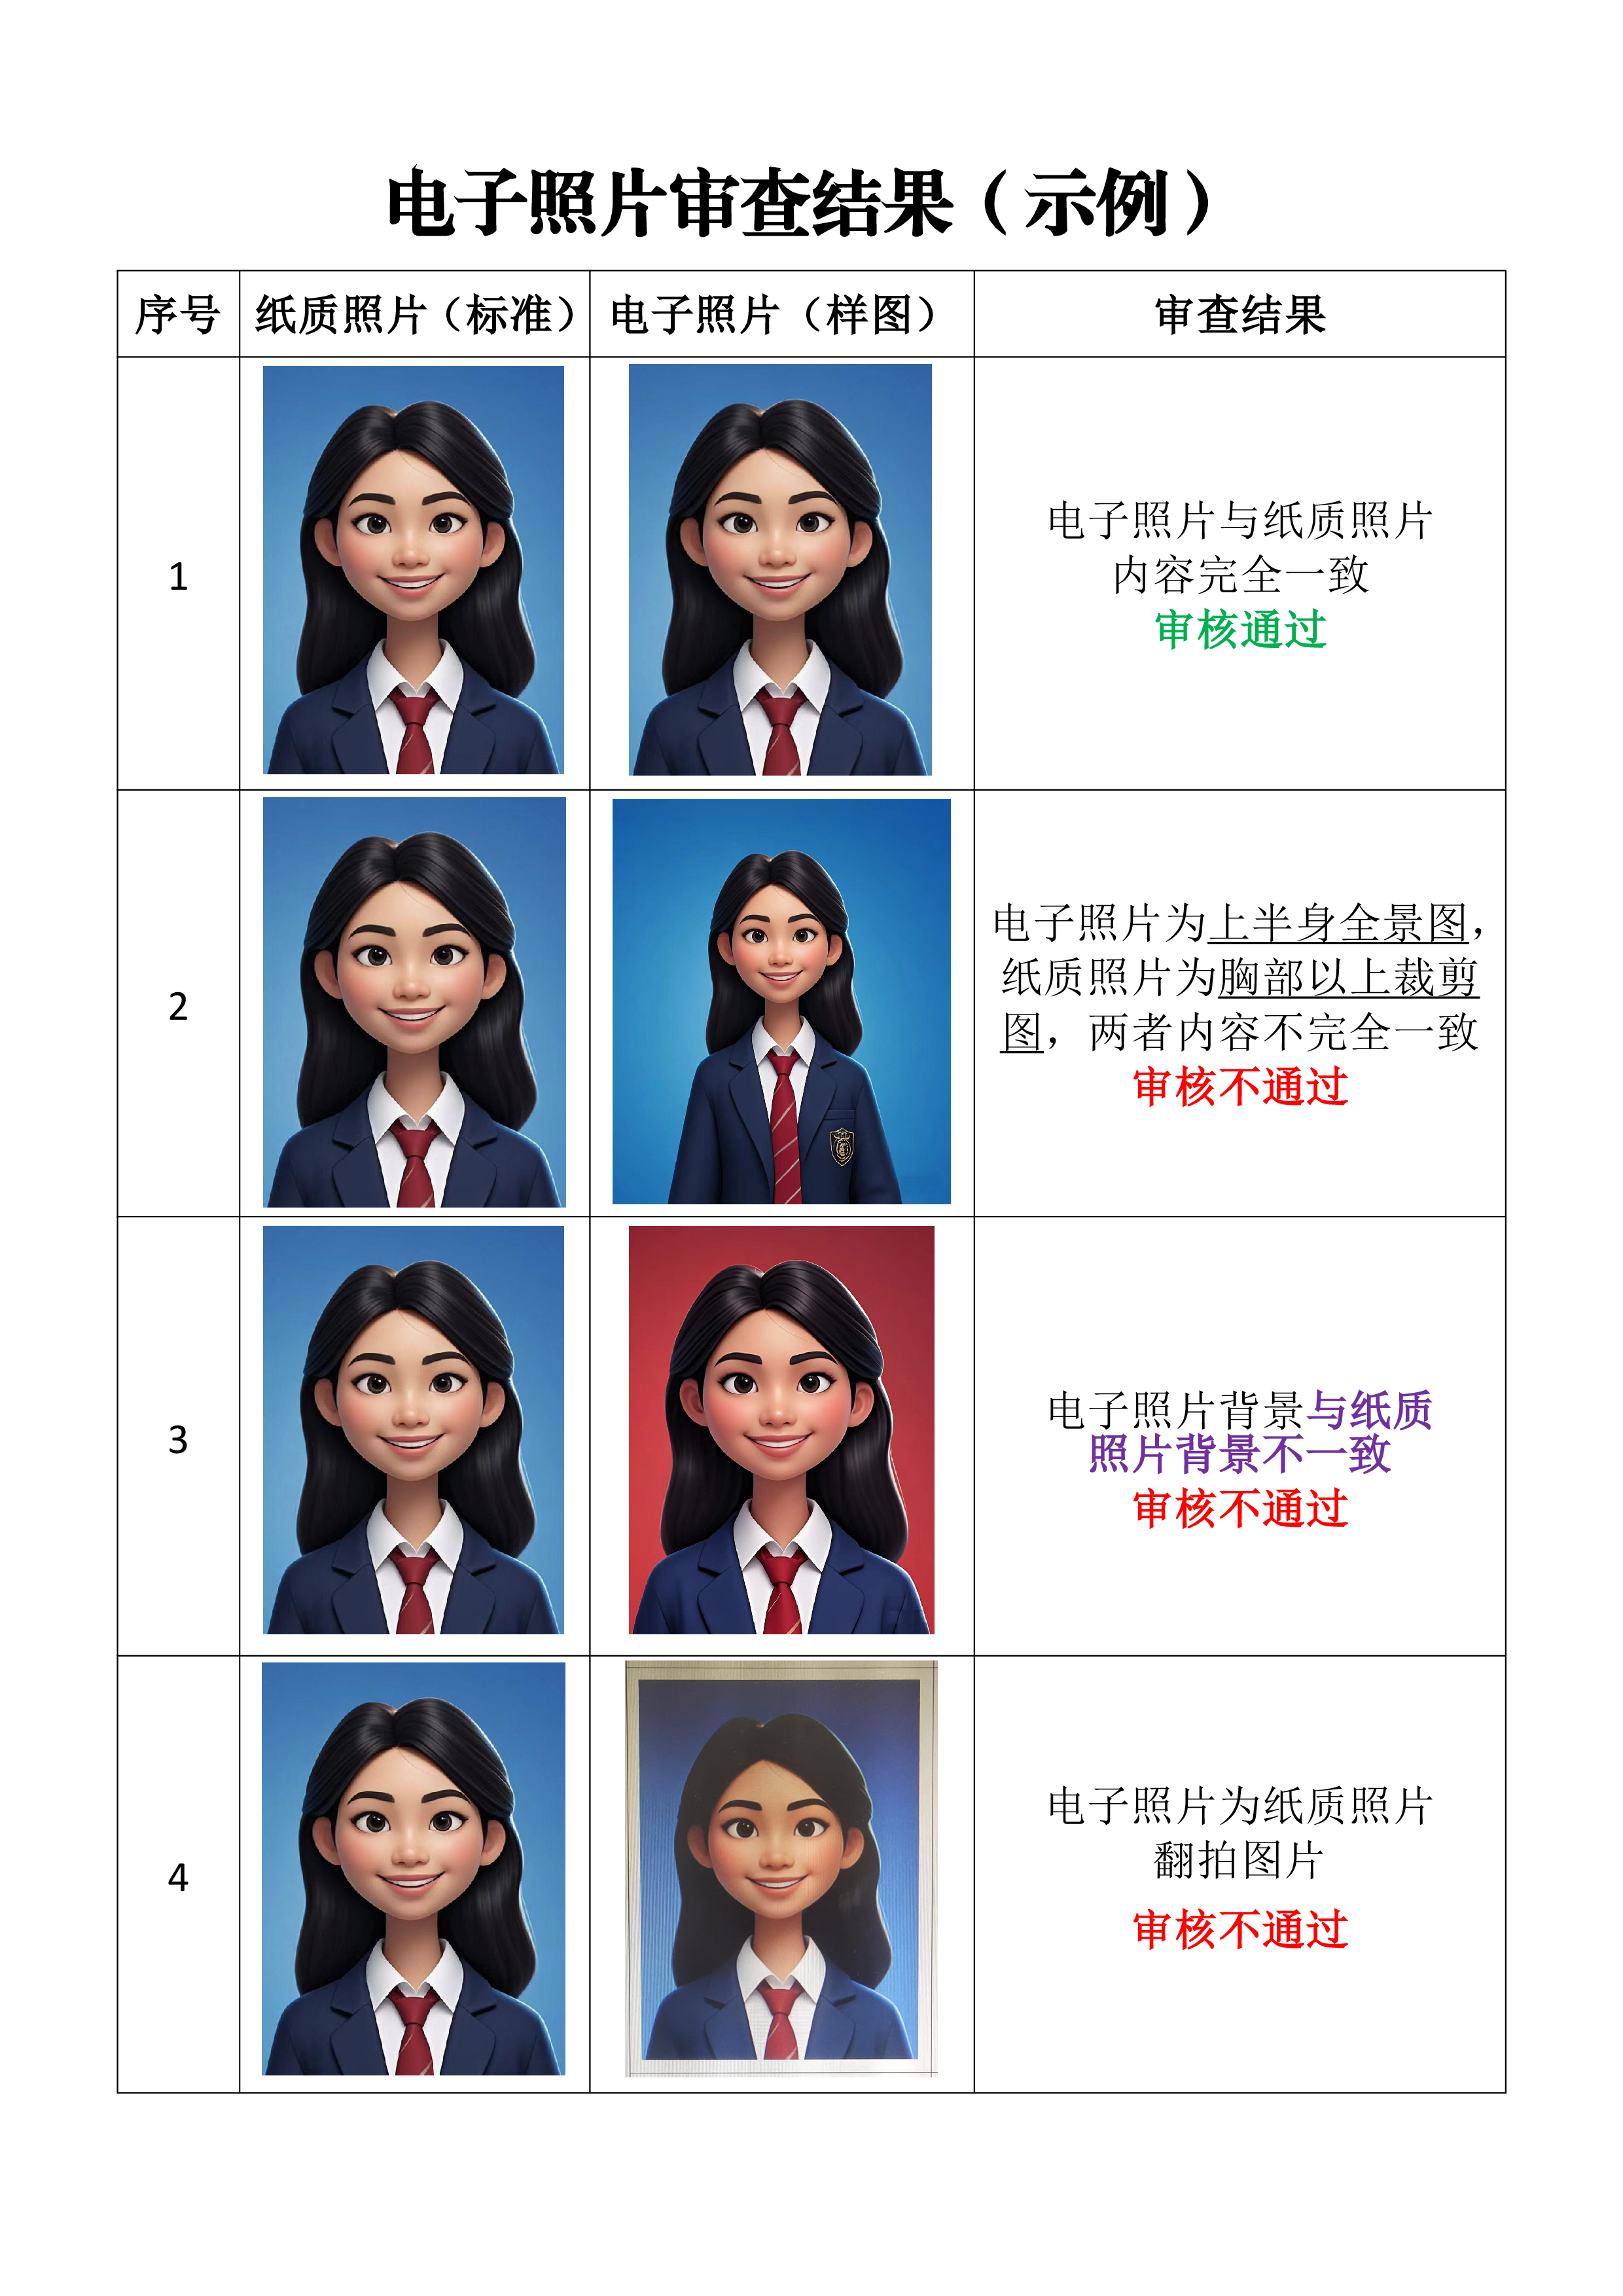 电子照片审查结果（示例）
序号 纸质照片（标准） 电子照片（样图） 审查结果
1
电子照片与纸质照片
内容完全一致
审核通过
2
电子照片为上半身全景图，
纸质照片为胸部以上裁剪
图，两者内容不完全一致
审核不通过
3
电子照片背景与纸质
照片背景不一致
审核不通过
4
电子照片为纸质照片
翻拍图片
审核不通过